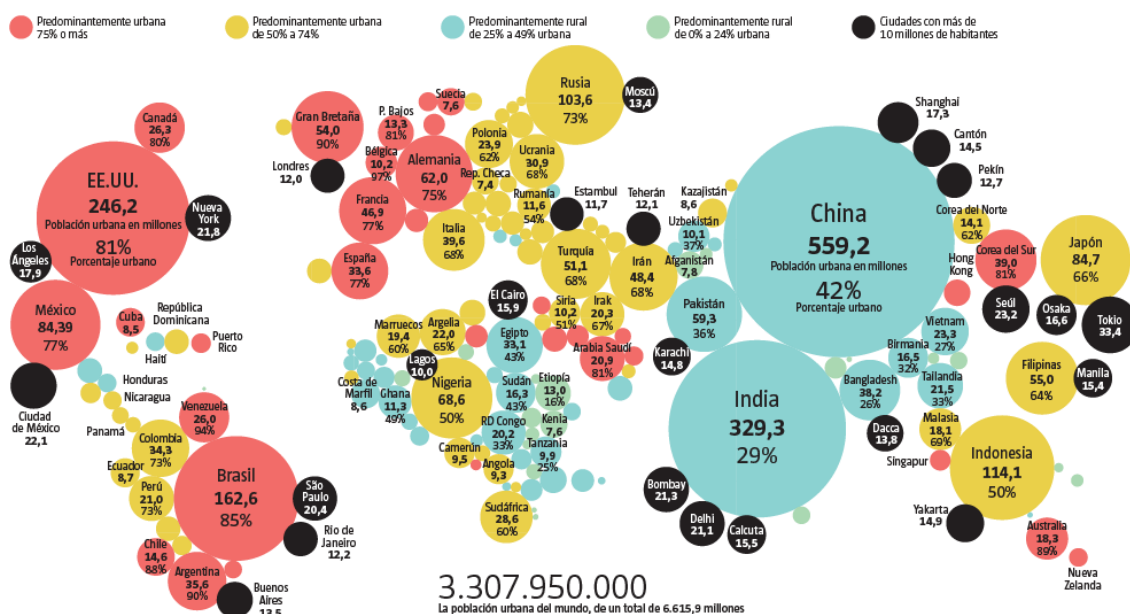 Predominantemente urbana
75% o más
Predominantemente urbana
de 50% a 74%
Predominantemente rural
de 25% a 49% urbana
Predominantemente rural
de 0% a 24% urbana
Ciudades con más de
10 millones de habitantes
Canadá
26,3
80%
EE.UU.
246,2
Población urbana en millones
81%
Porcentaje urbano
Nueva
York
21,8
Los
Ángeles
17,9
México
84,39
77%
Ciudad
de México
22,1
Cuba
8,5
República
Dominicana
Haití
Puerto
Rico
Honduras
Nicaragua
Panamá
Venezuela
26,0
94%
Colombia
34,3
73%
Ecuador
8,7
Perú
21,0
73%
Brasil
162,6
85%
São
Paulo
20,4
Río de
Janeiro
12,2
Chile
14,6
88%
Argentina
35,6
90%
Buenos
Aires
13,5
Gran Bretaña
54,0
90%
Londres
12,0
P. Bajos
13,3
81%
Suecia
7,6
Bélgica
10,2
97%
Alemania
62,0
75%
Francia
46,9
77%
España
33,6
77%
Polonia
23,9
62%
Rep. Checa
7,4
Ucrania
30,9
68%
Rumanía
11,6
54%
Italia
39,6
68%
Rusia
103,6
73%
Moscú
13,4
Estambul
11,7
Turquía
51,1
68%
Teherán
12,1
Irán
48,4
68%
Kazajistán
8,6
Uzbekistán
10,1
37%
Afganistán
7,8
Pakistán
59,3
36%
Karachi
14,8
Siria
10,2
51%
Irak
20,3
67%
Arabia Saudí
20,9
81%
El Cairo
15,9
Egipto
33,1
43%
Marruecos
19,4
60%
Argelia
22,0
65%
Lagos
10,0
Nigeria
68,6
50%
Costa de
Marfil
8,6
Ghana
11,3
49%
Sudán
16,3
43%
Etiopía
13,0
16%
Kenia
7,6
RD Congo
20,2
33%
Tanzania
9,9
25%
Camerún
9,5
Angola
9,3
Sudáfrica
28,6
60%
China
559,2
Población urbana en millones
42%
Porcentaje urbano
Shanghai
17,3
Cantón
14,5
Pekín
12,7
Corea del Norte
14,1
62%
Corea del Sur
39,0
81%
Hong
Kong
Seúl
23,2
Japón
84,7
66%
Osaka
16,6
Tokio
33,4
India
329,3
29%
Bombay
21,3
Delhi
21,1
Calcuta
15,5
Bangladesh
38,2
26%
Dacca
13,8
Birmania
16,5
32%
Vietnam
23,3
27%
Tailandia
21,5
33%
Filipinas
55,0
64%
Manila
15,4
Malasia
18,1
69%
Singapur
Indonesia
114,1
50%
Yakarta
14,9
Australia
18,3
89%
Nueva
Zelanda
3.307.950.000
La población urbana del mundo, de un total de 6.615,9 millones